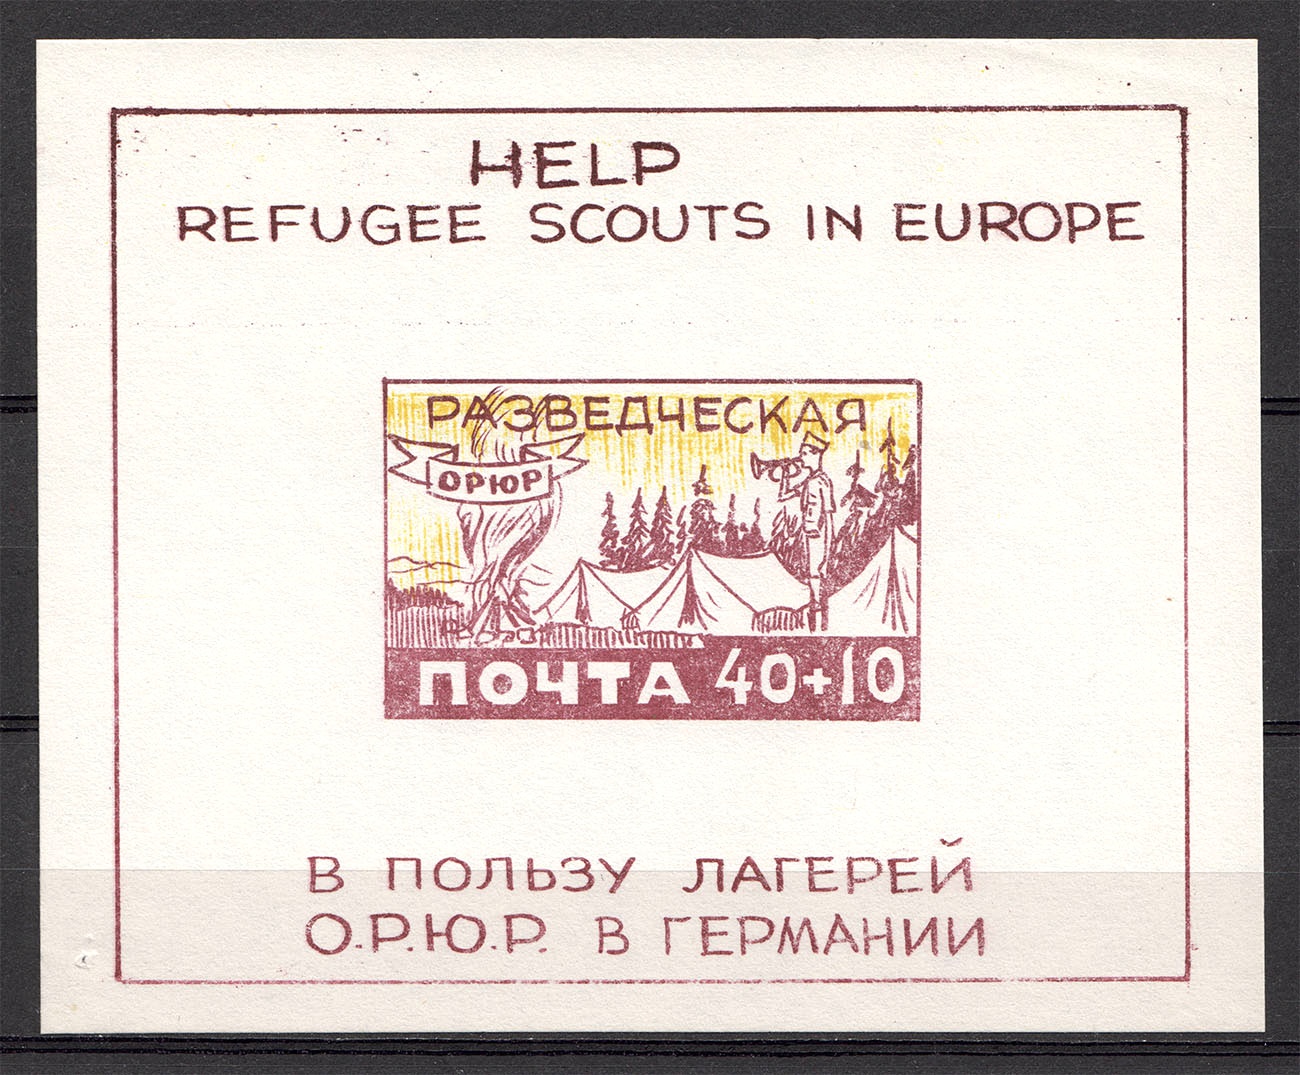 HELP
REFUGEE SCOUTS IN EUROPE
РАЗВЕДЧЕСКАЯ
ОРЮР
ПОЧТА 40+10
В ПОЛЬЗУ ЛАГЕРЕЙ
О.Р.Ю.Р. В ГЕРМАНИИ